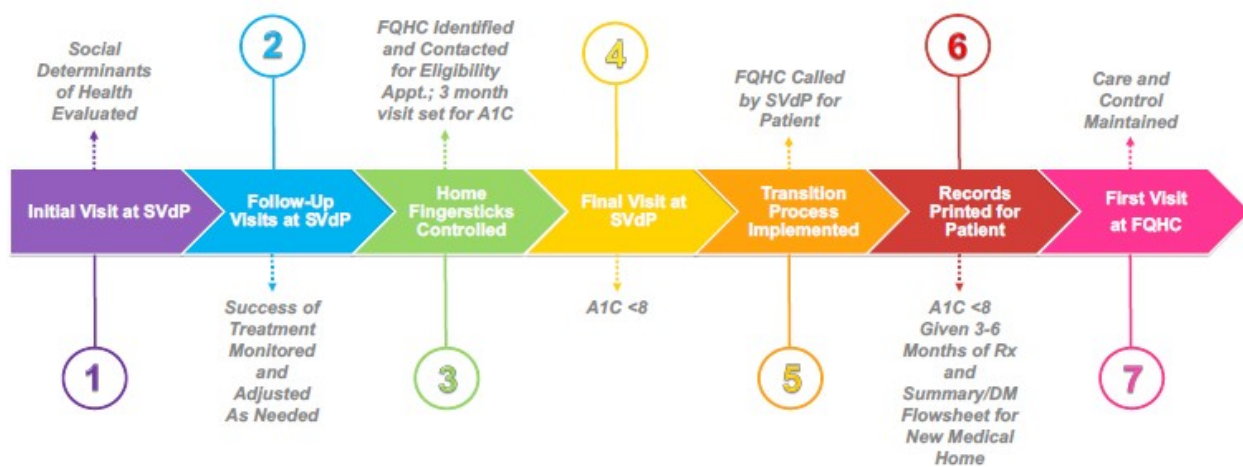 2
6
FQHC Identified
and Contacted
for Eligibility
Appt.; 3 month
visit set for A1C
4
Social
Determinants
of Health
Evaluated
FQHC Called
by SVdP for
Patient
Care and
Control
Maintained
Initial Visit at SVdP
Follow-Up
Visits at SVdP
Home
Fingersticks
Controlled
Final Visit at
SVdP
Transition
Process
Implemented
Records
Printed for
Patient
First Visit
at FQHC
1
Success of
Treatment
Monitored
and
Adjusted
As Needed
3
A1C <8
5
A1C <8
Given 3-6
Months of Rx
and
Summary/DM
Flowsheet for
New Medical
Home
7